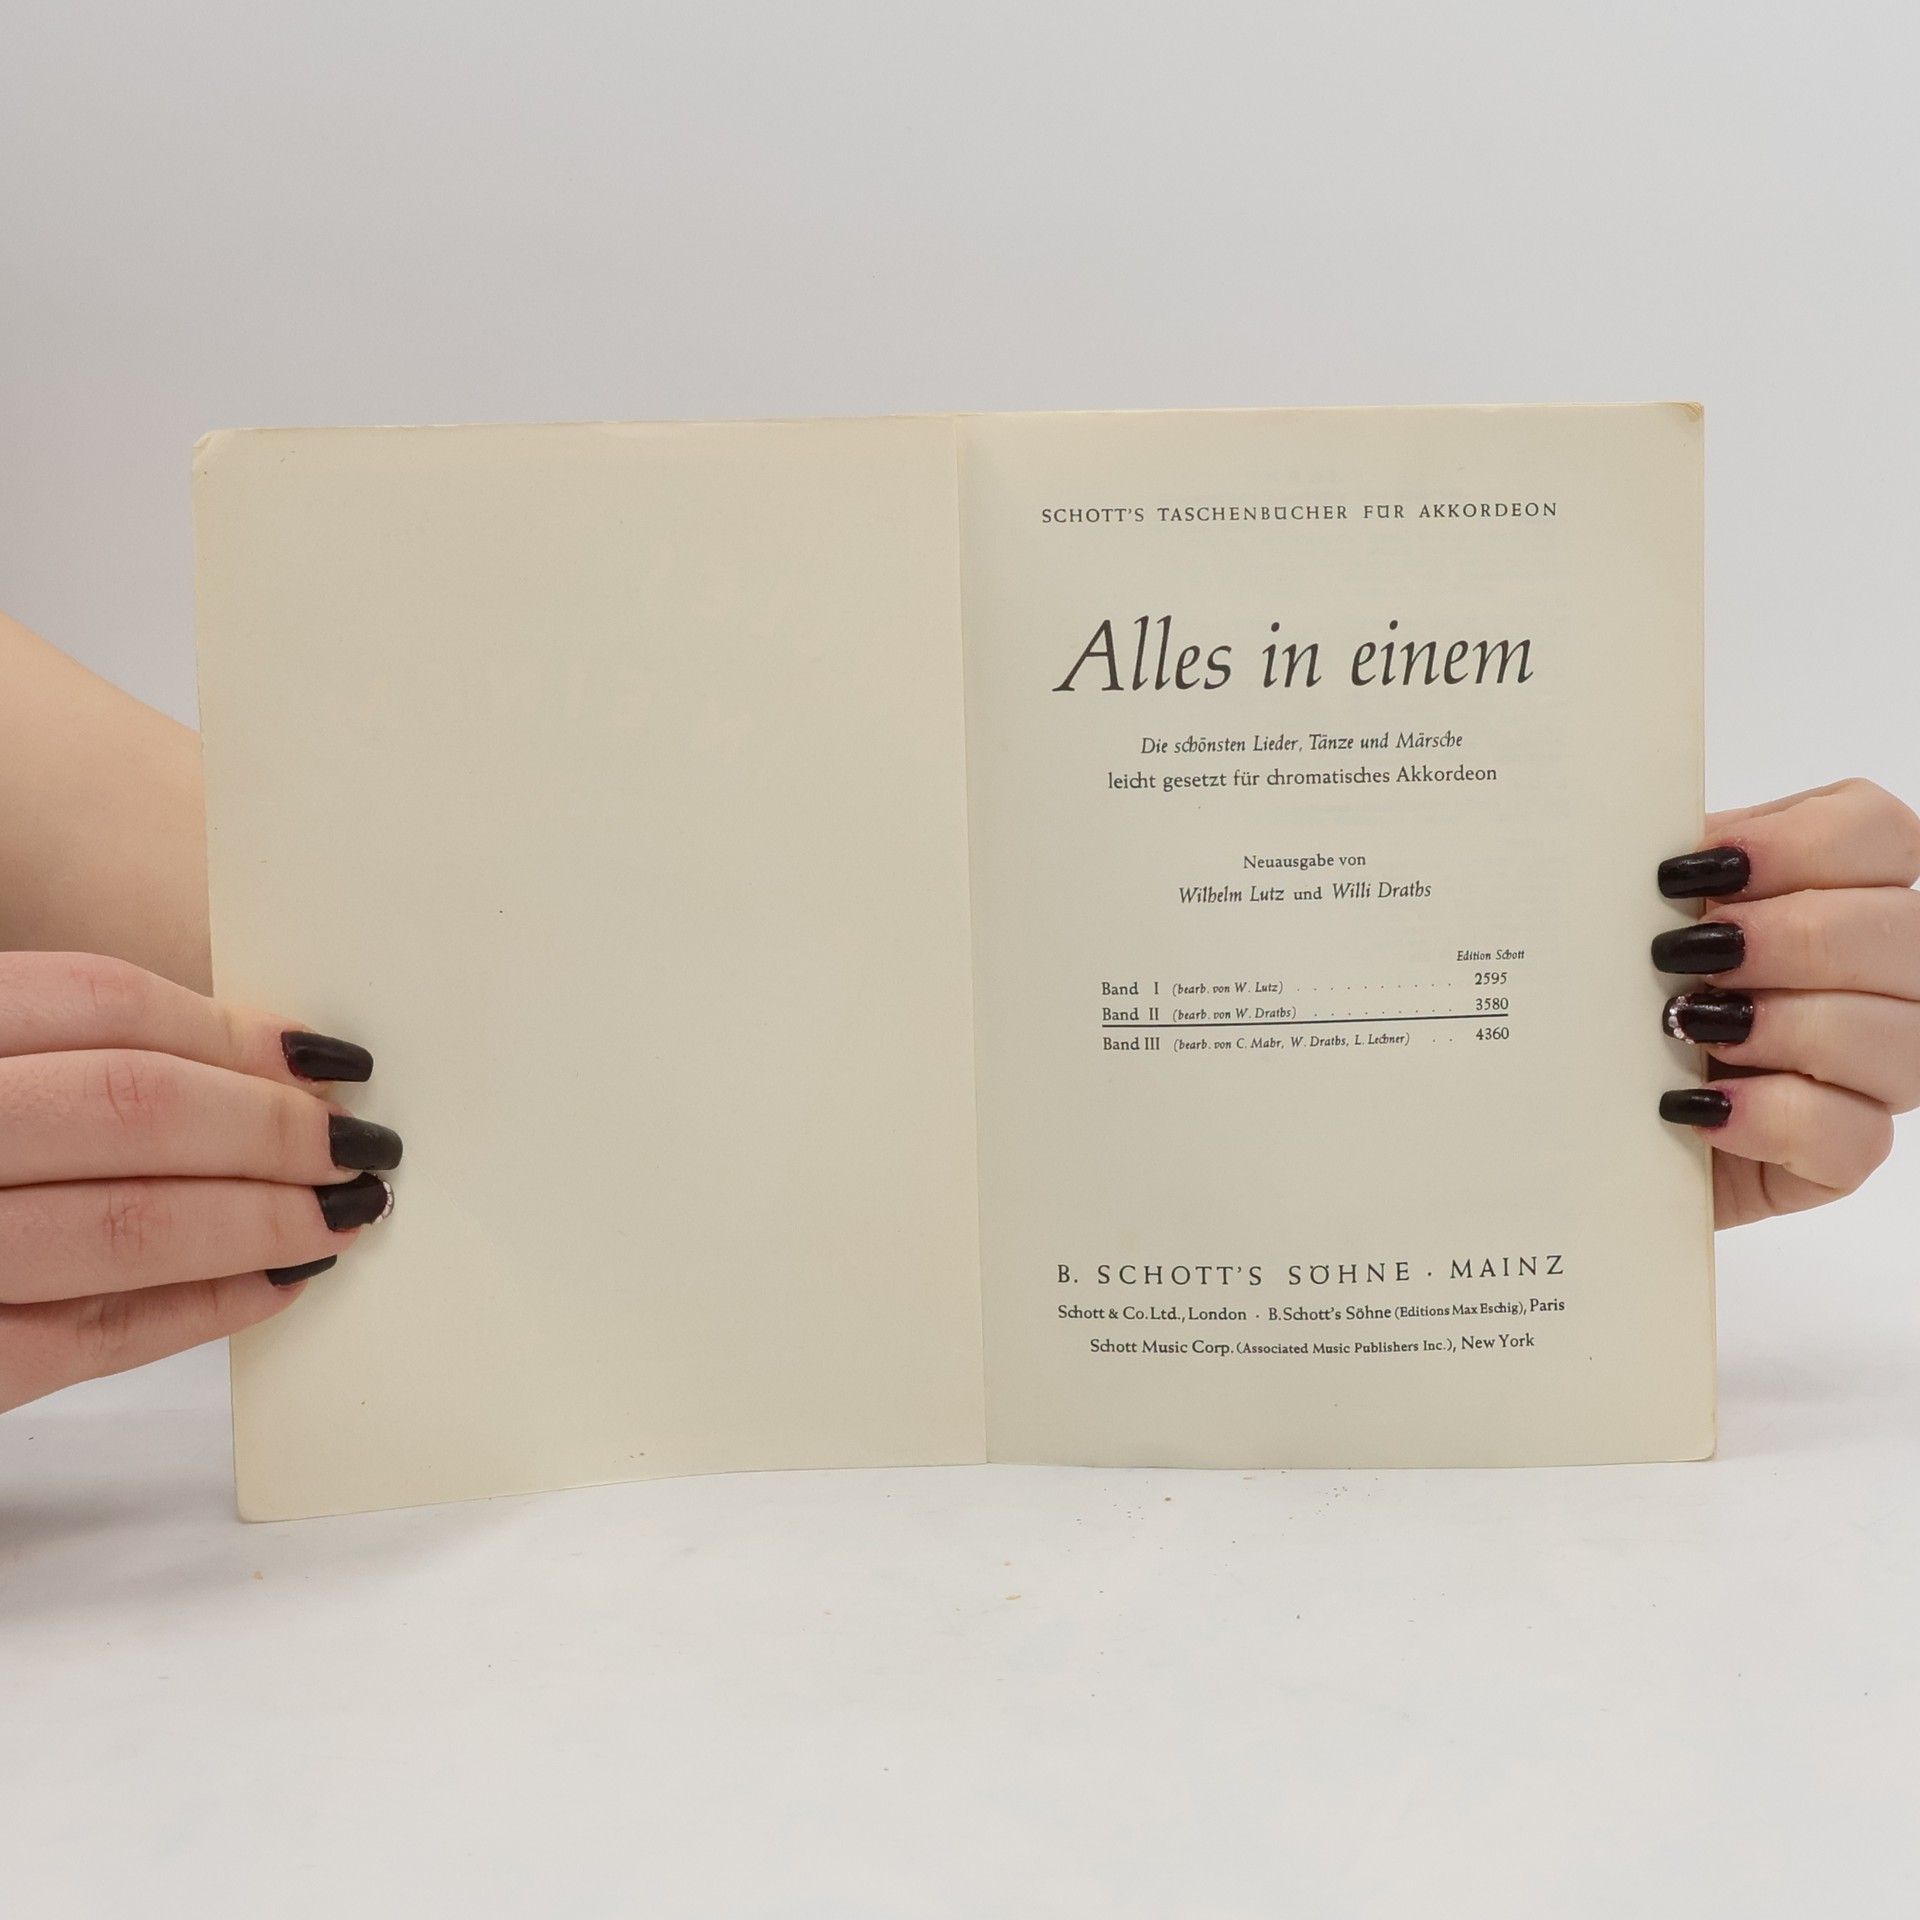 SCHOTT'S TASCHENBÜCHER FÜR AKKORDEON
Alles in einem
Die schönsten Lieder, Tänze und Märsche
leicht gesetzt für chromatisches Akkordeon
Neuausgabe von
Wilhelm Lutz und Willi Draths
Edition Schott
Band I (bearb. von W. Lutz) . . . . . . . . . . 2595
Band II (bearb. von W. Draths) . . . . . . . . . 3580
Band III (bearb. von C. Mahr, W. Draths, L. Lechner) . . 4360
B. SCHOTT'S SÖHNE · MAINZ
Schott & Co. Ltd., London · B. Schott's Söhne (Editions Max Eschig), Paris
Schott Music Corp. (Associated Music Publishers Inc.), New York